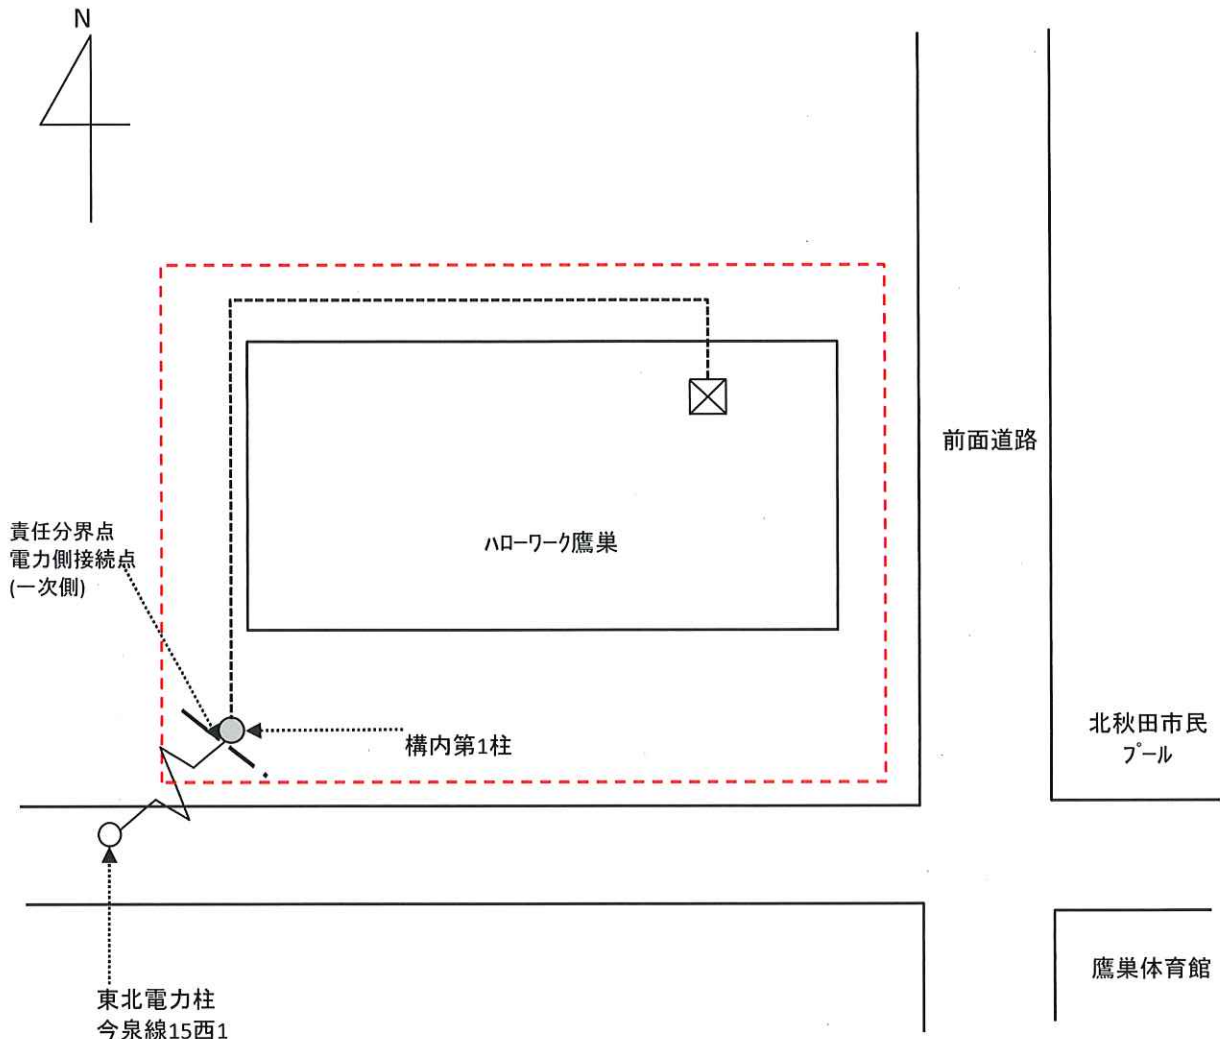 N
前面道路
責任分界点
電力側接続点
(一次側)
ﾊﾛｰﾜｰｸ鷹巣
構内第1柱
北秋田市民
ﾌﾟｰﾙ
鷹巣体育館
東北電力柱
今泉線15西1